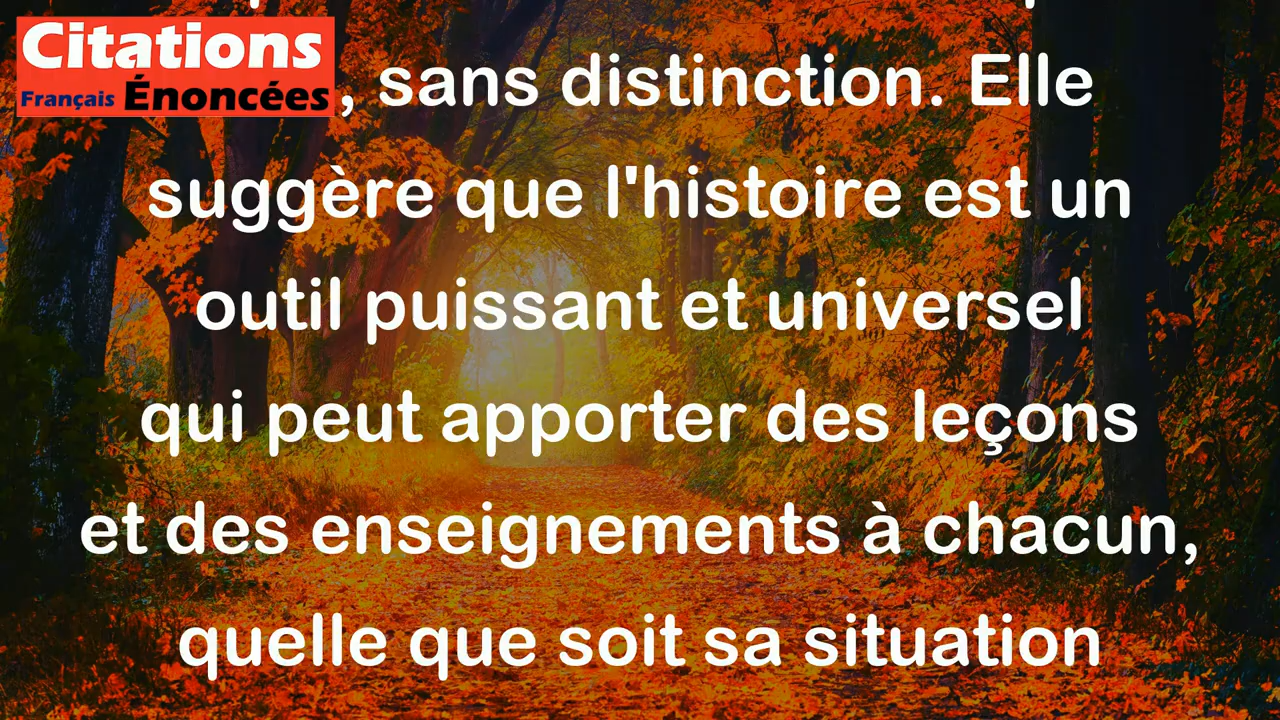 Citations
Français Énoncées
, sans distinction. Elle
suggère que l'histoire est un
outil puissant et universel
qui peut apporter des leçons
et des enseignements à chacun,
quelle que soit sa situation